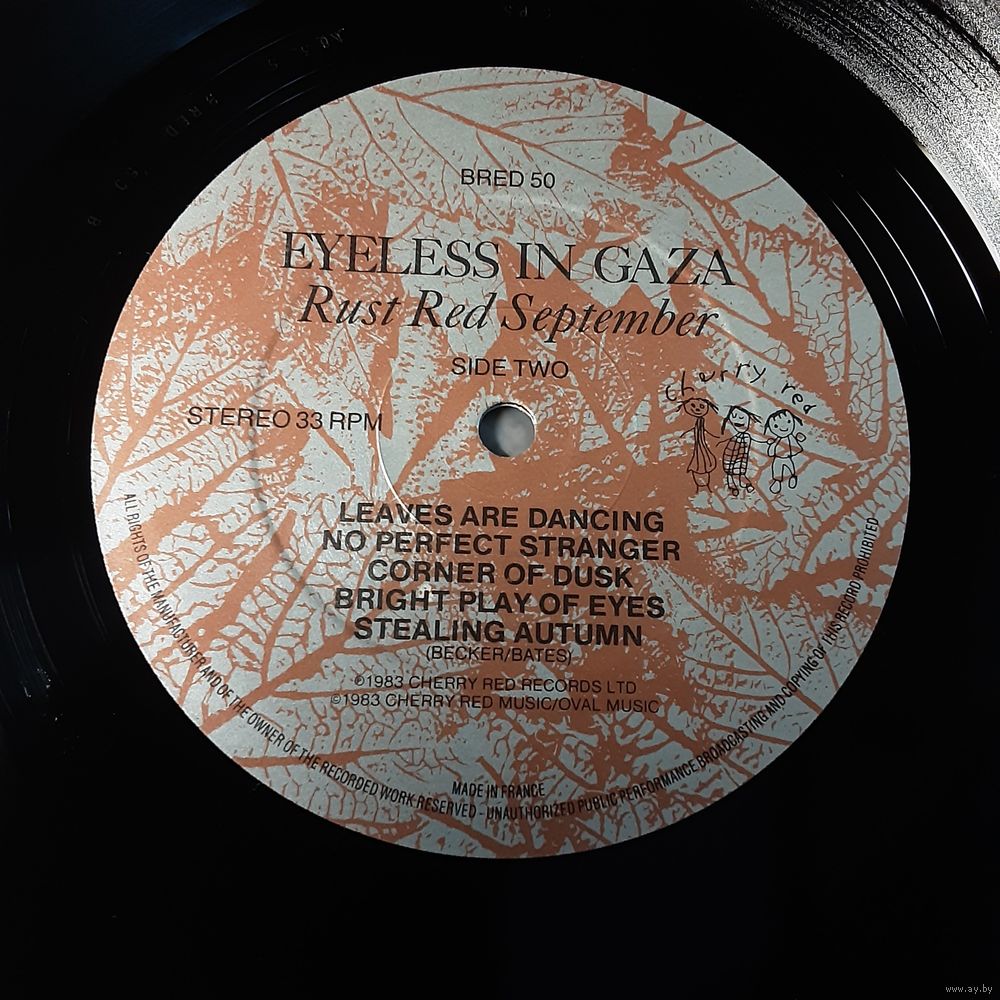 BRED 50
EYELESS IN GAZA
Rust Red September
SIDE TWO
cherry red
STEREO 33 RPM
LEAVES ARE DANCING
NO PERFECT STRANGER
CORNER OF DUSK
BRIGHT PLAY OF EYES
STEALING AUTUMN
(BECKER/BATES)
©1983 CHERRY RED RECORDS LTD
©1983 CHERRY RED MUSIC/OVAL MUSIC
MADE IN FRANCE
ALL RIGHTS OF THE MANUFACTURER AND OF THE OWNER OF THE RECORDED WORK RESERVED - UNAUTHORIZED PUBLIC PERFORMANCE BROADCASTING AND COPYING OF THIS RECORD PROHIBITED
www.ay.by